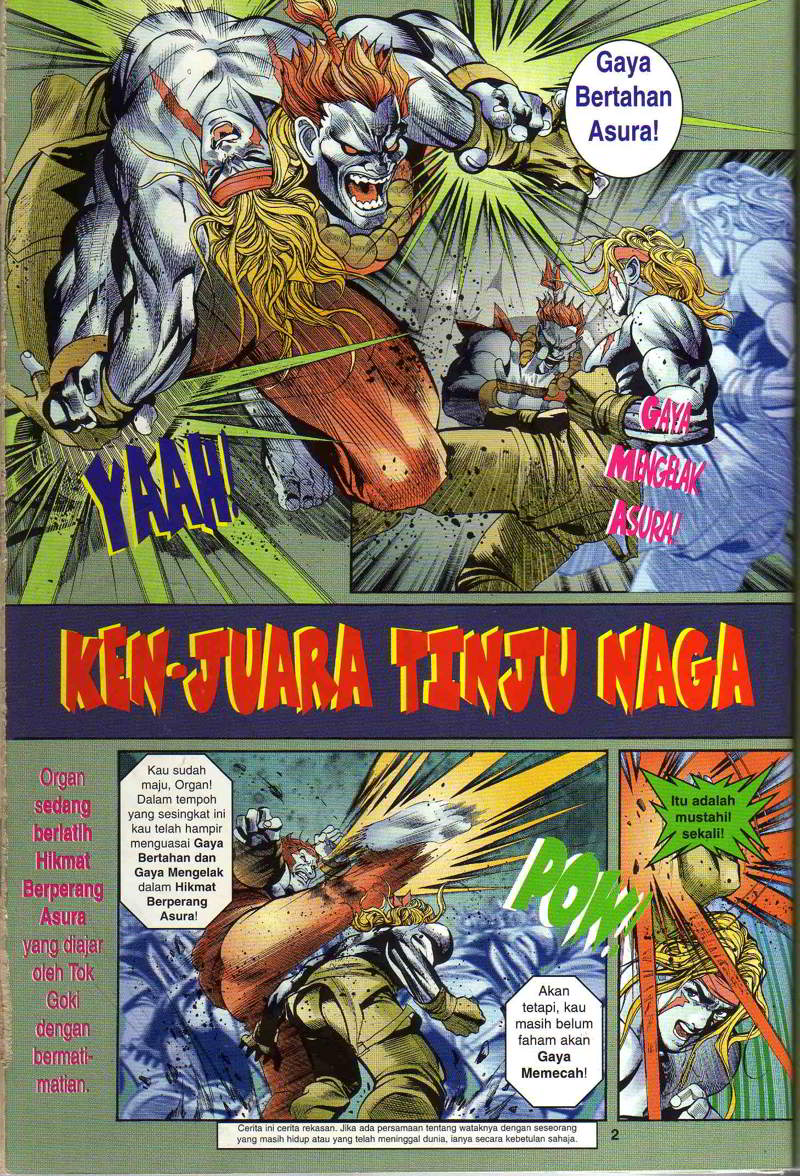 Gaya
Bertahan
Asura!
GAYA
MENGELAK
ASURA!
YAAH!
KEN-JUARA TINJU NAGA
Organ
sedang
berlatih
Hikmat
Berperang
Asura
yang diajar
oleh Tok
Goki
dengan
bermati-
matian.
Kau sudah
maju, Organ!
Dalam tempoh
yang sesingkat ini
kau telah hampir
menguasai Gaya
Bertahan dan
Gaya Mengelak
dalam Hikmat
Berperang
Asura!
POW!
Akan
tetapi, kau
masih belum
faham akan
Gaya
Memecah!
Itu adalah
mustahil
sekali!
Cerita ini cerita rekasan. Jika ada persamaan tentang wataknya dengan seseorang
yang masih hidup atau yang telah meninggal dunia, ianya secara kebetulan sahaja.
2